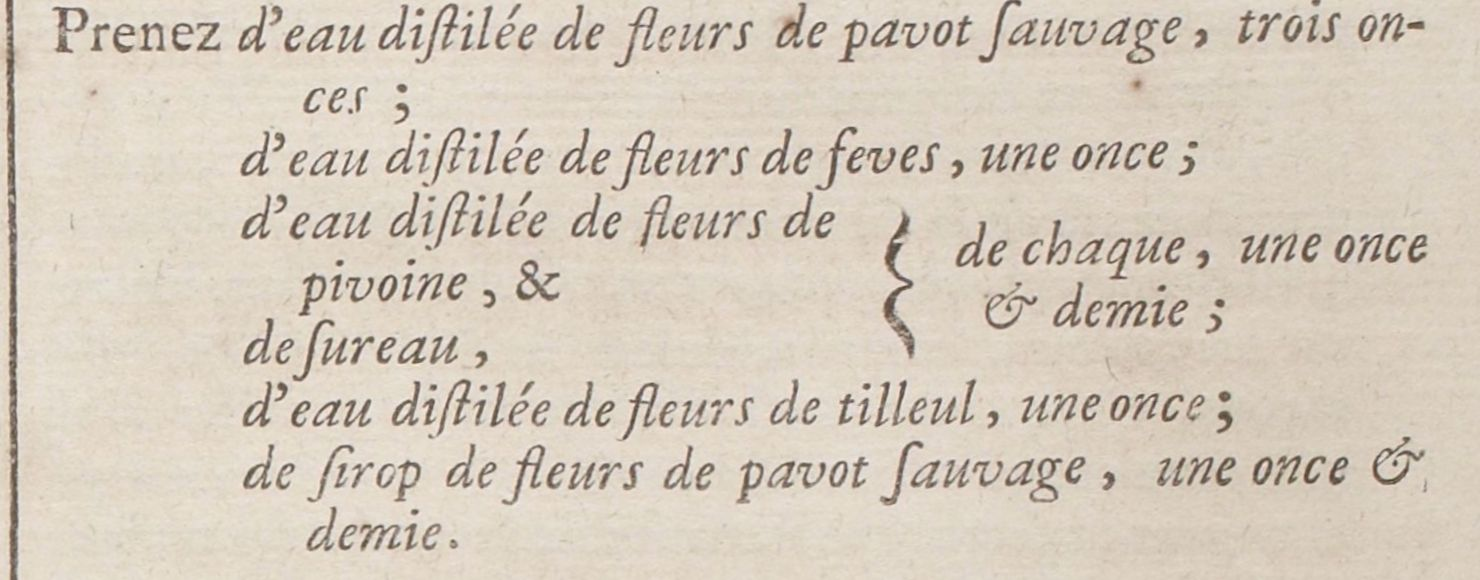 Prenez d'eau diſtilée de fleurs de pavot ſauvage, trois on-
ces ;
d'eau diſtilée de fleurs de feves, une once ;
d'eau diſtilée de fleurs de
pivoine, &
de ſureau,
{ de chaque, une once
& demie ;
d'eau diſtilée de fleurs de tilleul, une once ;
de ſirop de fleurs de pavot ſauvage, une once &
demie.